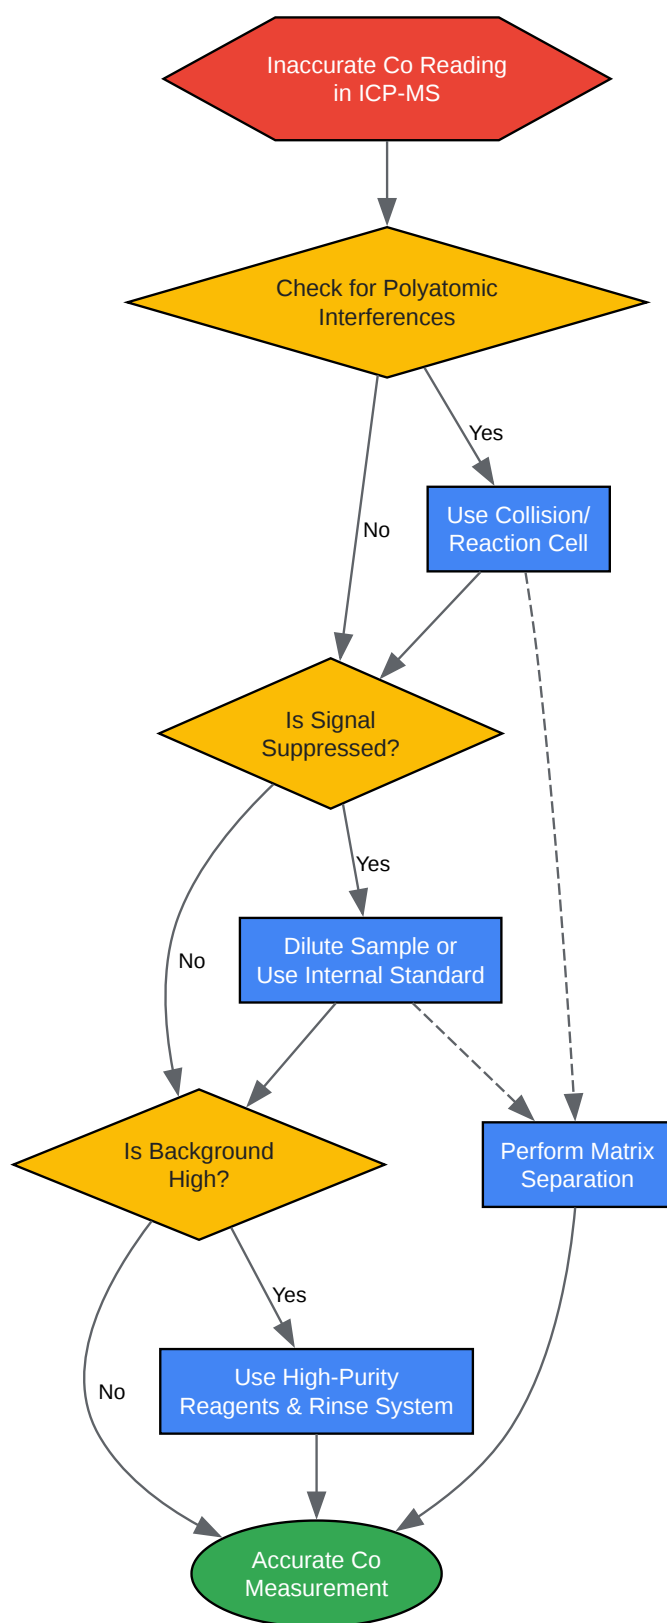 Inaccurate Co Reading
in ICP-MS
Check for Polyatomic
Interferences
Yes
Use Collision/
Reaction Cell
No
Is Signal
Suppressed?
Yes
Dilute Sample or
Use Internal Standard
No
Is Background
High?
Perform Matrix
Separation
Yes
Use High-Purity
Reagents & Rinse System
No
Accurate Co
Measurement